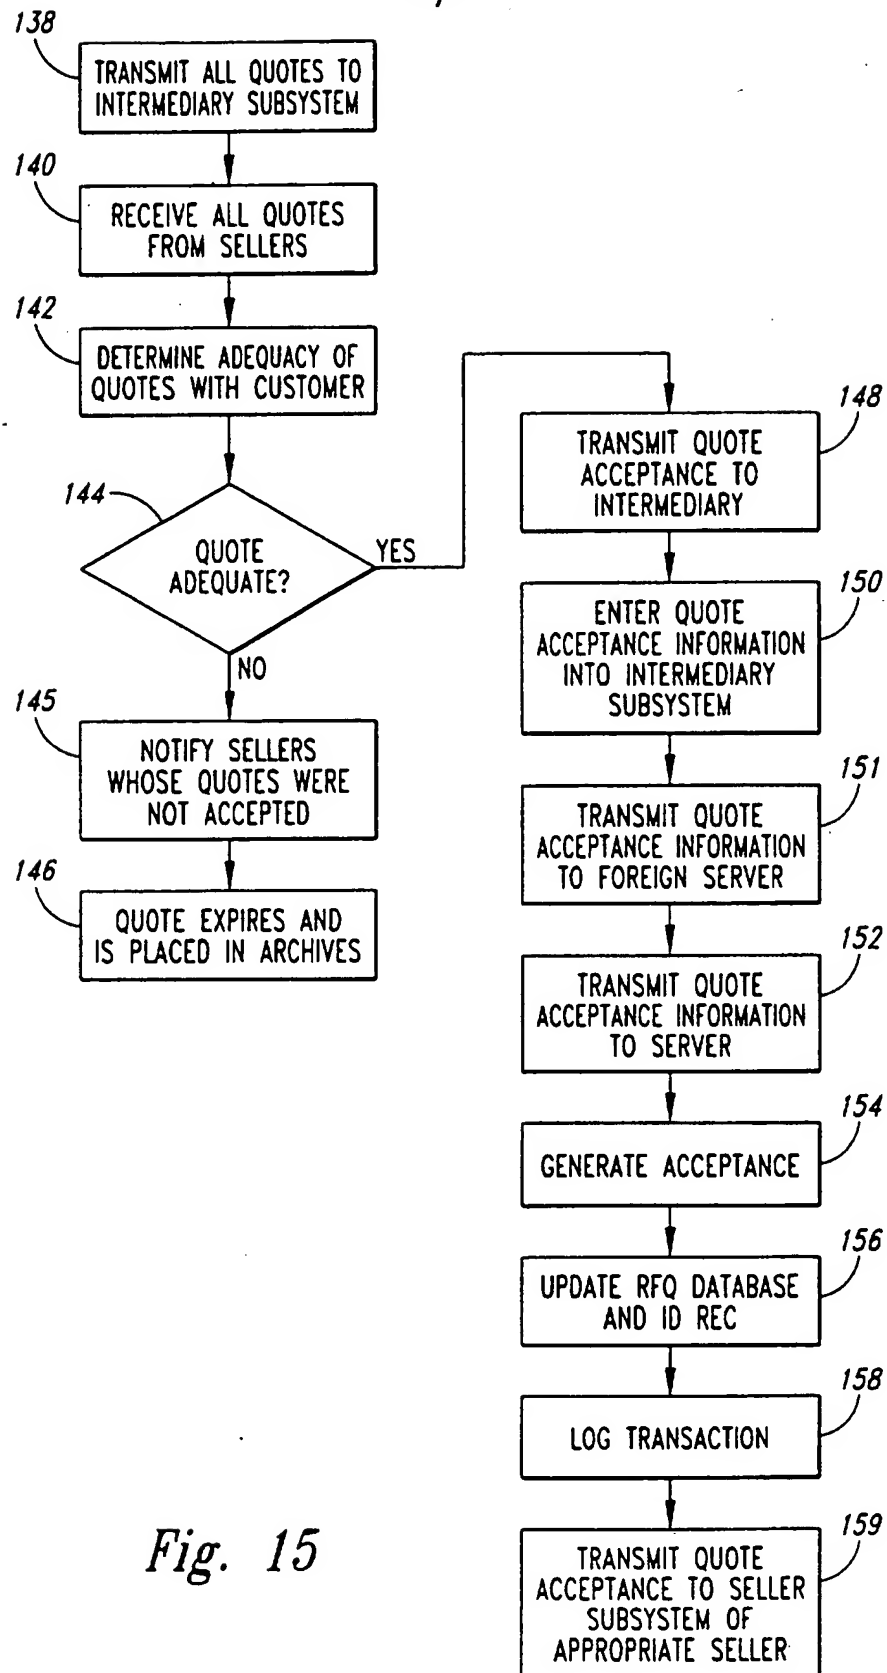 138
TRANSMIT ALL QUOTES TO
INTERMEDIARY SUBSYSTEM
140
RECEIVE ALL QUOTES
FROM SELLERS
142
DETERMINE ADEQUACY OF
QUOTES WITH CUSTOMER
144
QUOTE
ADEQUATE?
YES
NO
145
NOTIFY SELLERS
WHOSE QUOTES WERE
NOT ACCEPTED
146
QUOTE EXPIRES AND
IS PLACED IN ARCHIVES
148
TRANSMIT QUOTE
ACCEPTANCE TO
INTERMEDIARY
150
ENTER QUOTE
ACCEPTANCE INFORMATION
INTO INTERMEDIARY
SUBSYSTEM
151
TRANSMIT QUOTE
ACCEPTANCE INFORMATION
TO FOREIGN SERVER
152
TRANSMIT QUOTE
ACCEPTANCE INFORMATION
TO SERVER
154
GENERATE ACCEPTANCE
156
UPDATE RFQ DATABASE
AND ID REC
158
LOG TRANSACTION
159
TRANSMIT QUOTE
ACCEPTANCE TO SELLER
SUBSYSTEM OF
APPROPRIATE SELLER
Fig. 15